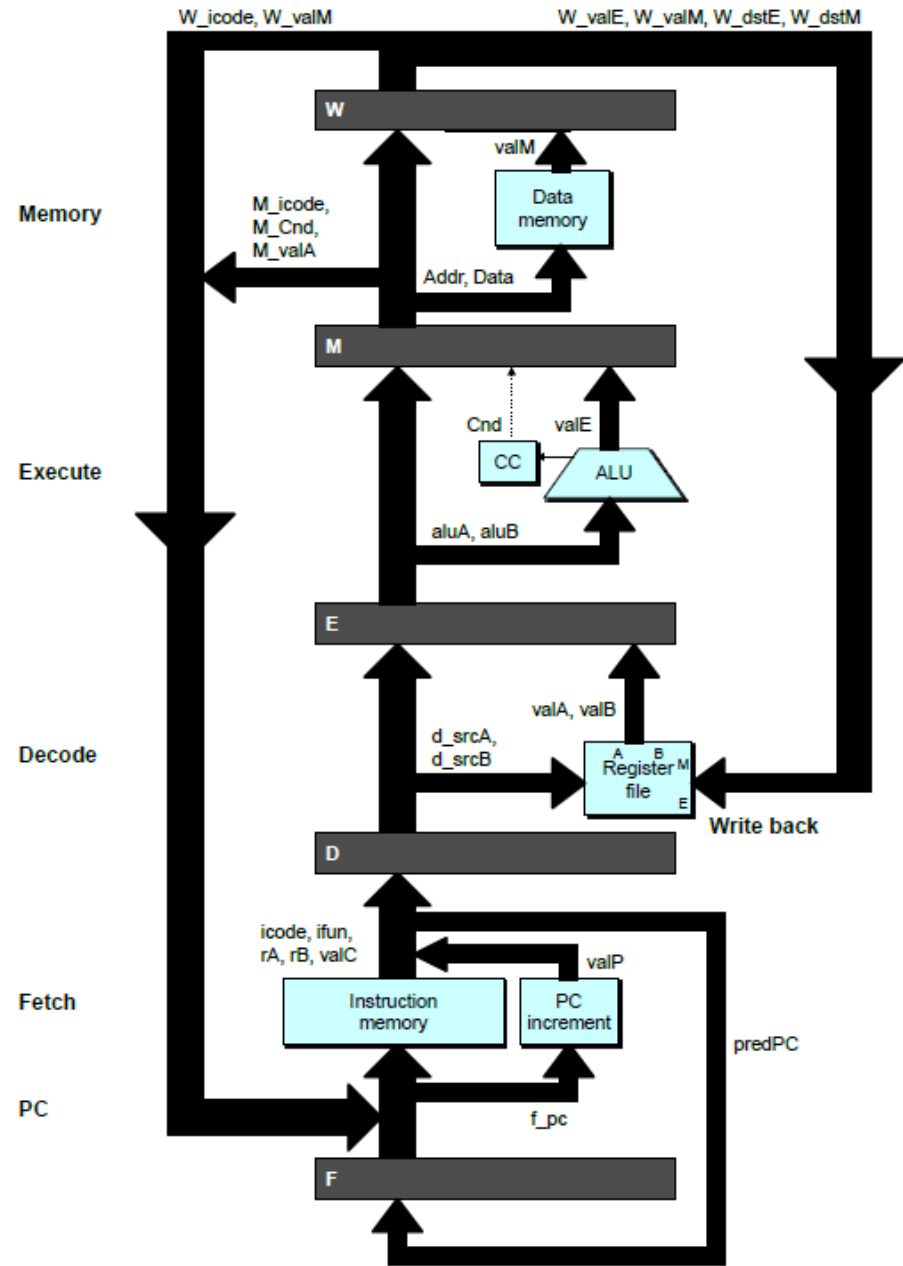 W_icode, W_valM
W_valE, W_valM, W_dstE, W_dstM
W
valM
Memory
Data
memory
M_icode,
M_Cnd,
M_valA
Addr, Data
M
Cnd
valE
Execute
CC
ALU
aluA, aluB
E
valA, valB
d_srcA,
d_srcB
Decode
A B
Register M
file
E
Write back
D
icode, ifun,
rA, rB, valC
valP
Fetch
Instruction
memory
PC
increment
predPC
PC
f_pc
F